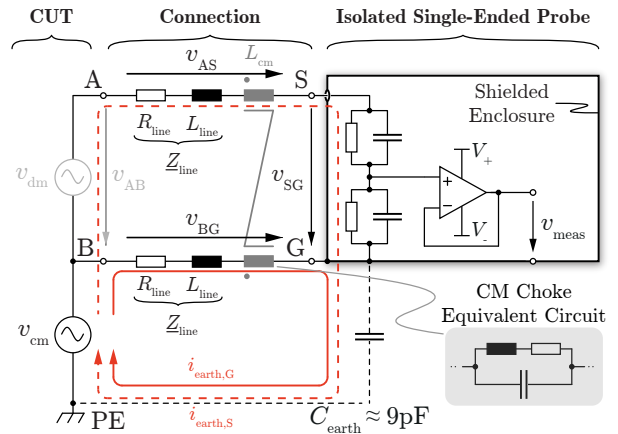 CUT Connection Isolated Single-Ended Probe
v_AS L_cm
A S
Shielded
Enclosure
R_line L_line
Z_line
V_+
v_dm v_AB v_SG
+
−
v_BG
V_-
v_meas
B G
R_line L_line
Z_line
CM Choke
Equivalent Circuit
v_cm
i_earth,G
PE i_earth,S C_earth ≈ 9pF